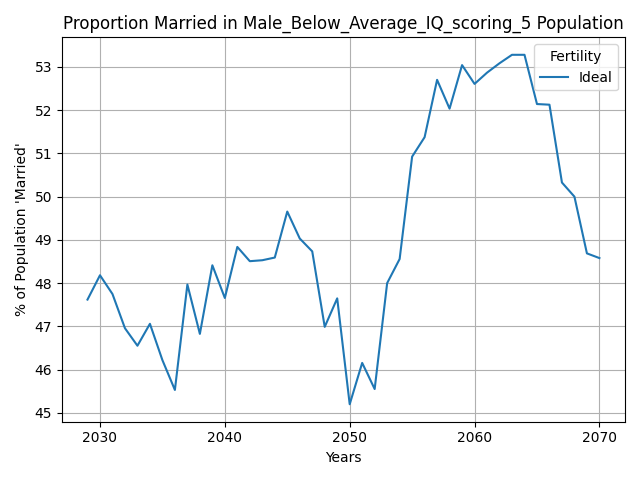 Proportion Married in Male_Below_Average_IQ_scoring_5 Population
% of Population 'Married'
53
52
51
50
49
48
47
46
45
Fertility
Ideal
2030 2040 2050 2060 2070
Years